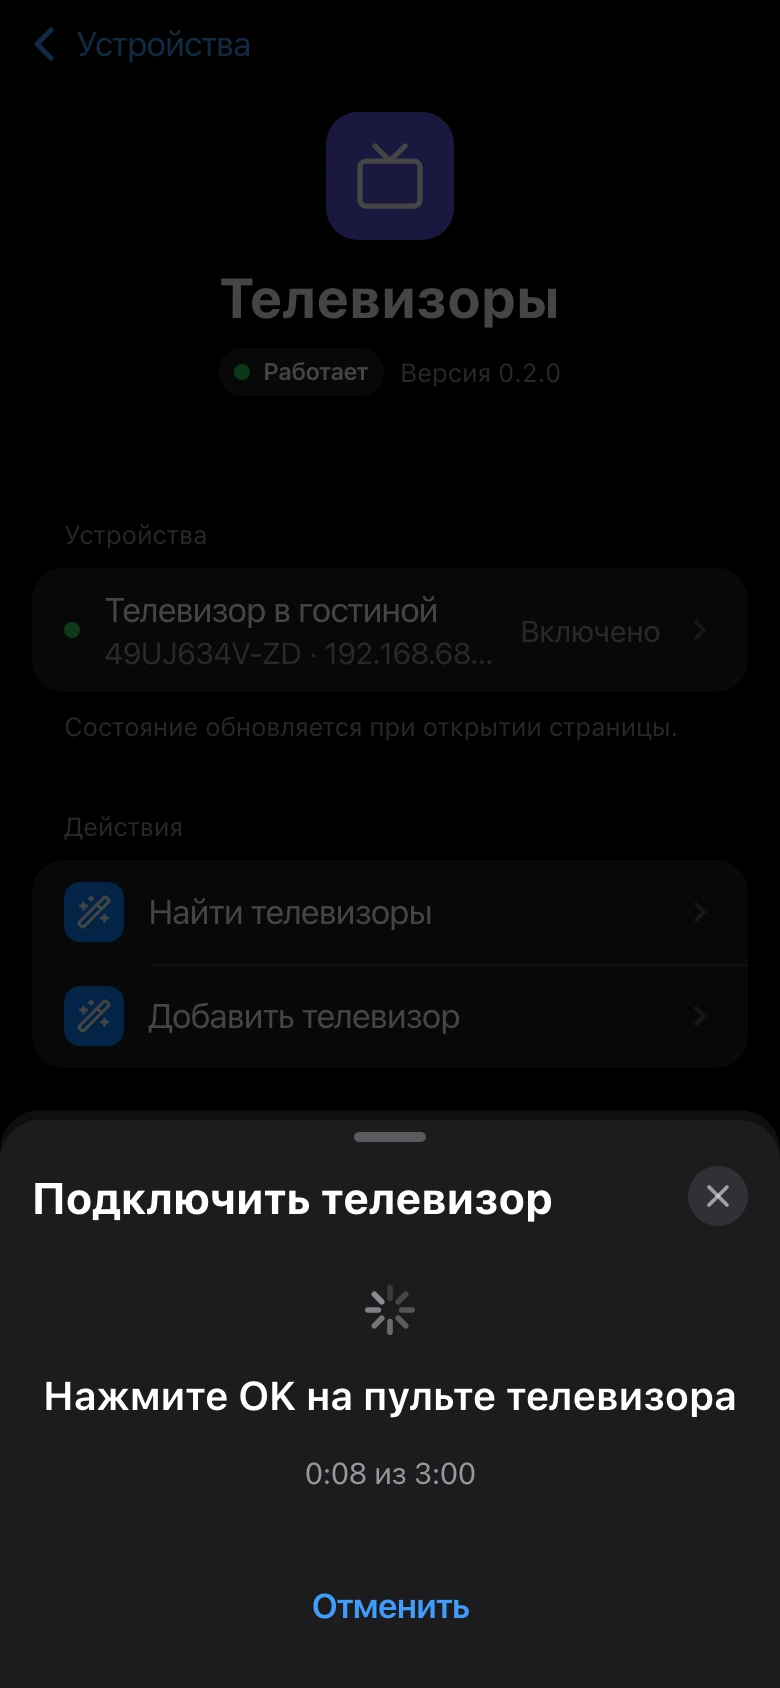 Устройства
Телевизоры
Работает Версия 0.2.0
Устройства
Телевизор в гостиной
49UJ634V-ZD · 192.168.68...
Включено
Состояние обновляется при открытии страницы.
Действия
Найти телевизоры
Добавить телевизор
Подключить телевизор
Нажмите OK на пульте телевизора
0:08 из 3:00
Отменить